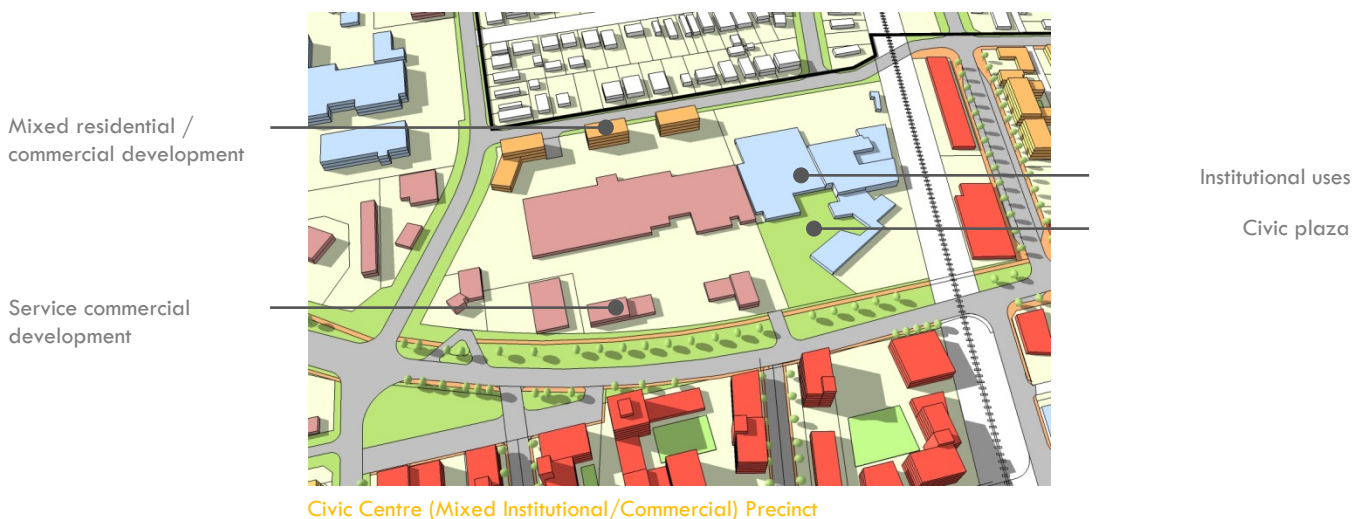 Mixed residential /
commercial development
Institutional uses
Civic plaza
Service commercial
development
Civic Centre (Mixed Institutional/Commercial) Precinct